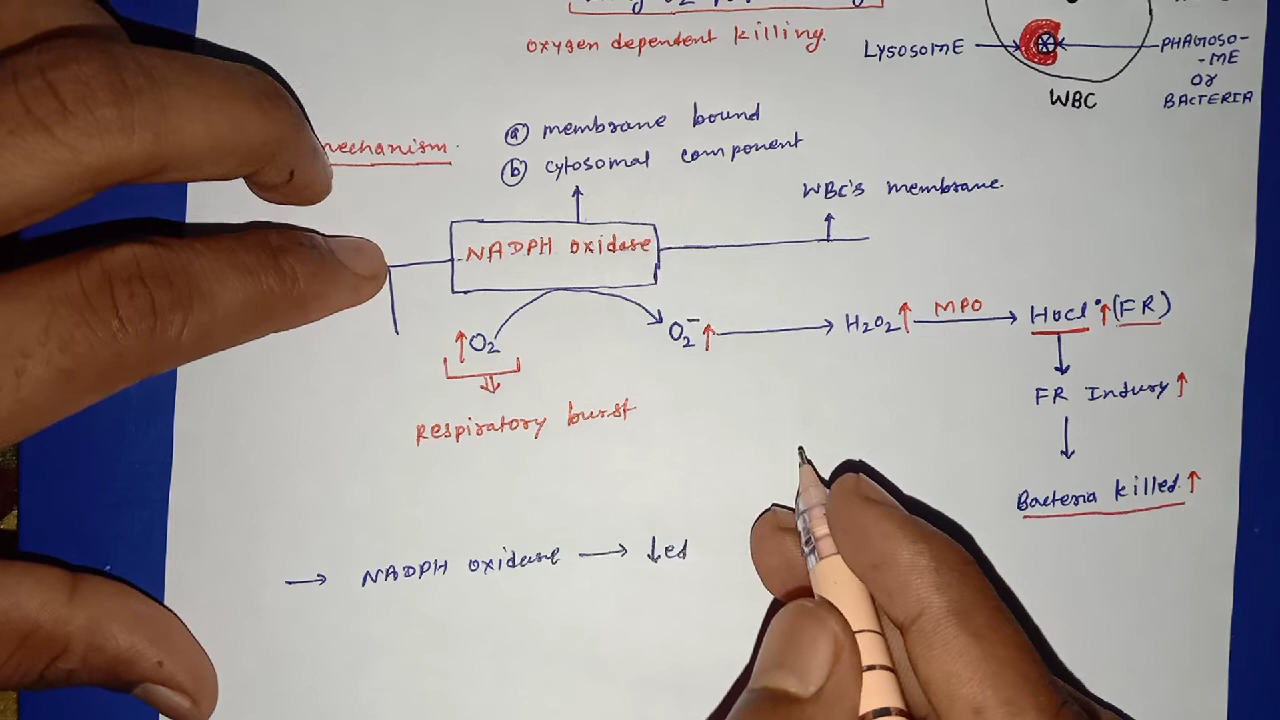 oxygen dependent killing.
LYSOSOME
PHAGOSO-
-ME
OR
BACTERIA
WBC
mechanism.
ⓐ membrane bound
ⓑ cytosomal component
WBC's membrane.
NADPH oxidase
↑O₂
O₂⁻↑ → H₂O₂↑ MPO → HOCl°↑(FR)
Respiratory burst
FR Indury↑
Bacteria killed.↑
→ NADPH oxidase → ↓ed